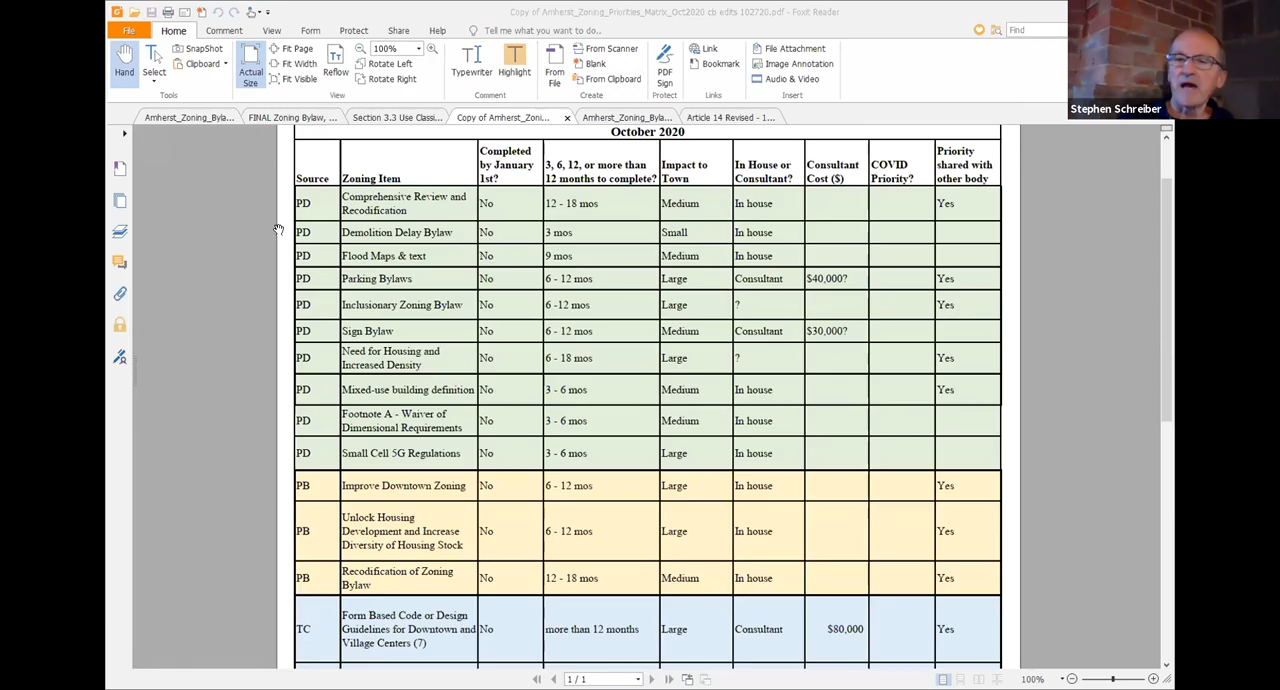 Copy of Amherst_Zoning_Priorities_Matrix_Oct2020 cb edits 102720.pdf - Foxit Reader
File Home Comment View Form Protect Share Help Tell me what you want to do.. Find
Hand Select SnapShot Clipboard Actual Size Fit Page Fit Width Fit Visible Reflow 100% Rotate Left Rotate Right Typewriter Highlight From File From Scanner Blank From Clipboard PDF Sign Link Bookmark File Attachment Image Annotation Audio & Video
Tools View Comment Create Protect Links Insert
Stephen Schreiber
Amherst_Zoning_Byla... FINAL Zoning Bylaw, ... Section 3.3 Use Classi... Copy of Amherst_Zoni... Amherst_Zoning_Byla... Article 14 Revised - 1...
October 2020
Source Zoning Item Completed by January 1st? 3, 6, 12, or more than 12 months to complete? Impact to Town In House or Consultant? Consultant Cost ($) COVID Priority? Priority shared with other body
PD Comprehensive Review and Recodification No 12 - 18 mos Medium In house Yes
PD Demolition Delay Bylaw No 3 mos Small In house
PD Flood Maps & text No 9 mos Medium In house
PD Parking Bylaws No 6 - 12 mos Large Consultant $40,000? Yes
PD Inclusionary Zoning Bylaw No 6 -12 mos Large ? Yes
PD Sign Bylaw No 6 - 12 mos Medium Consultant $30,000?
PD Need for Housing and Increased Density No 6 - 18 mos Large ? Yes
PD Mixed-use building definition No 3 - 6 mos Medium In house Yes
PD Footnote A - Waiver of Dimensional Requirements No 3 - 6 mos Medium In house
PD Small Cell 5G Regulations No 3 - 6 mos Large In house
PB Improve Downtown Zoning No 6 - 12 mos Large In house Yes
PB Unlock Housing Development and Increase Diversity of Housing Stock No 6 - 12 mos Large In house Yes
PB Recodification of Zoning Bylaw No 12 - 18 mos Medium In house Yes
TC Form Based Code or Design Guidelines for Downtown and Village Centers (7) No more than 12 months Large Consultant $80,000 Yes
1 / 1 100%